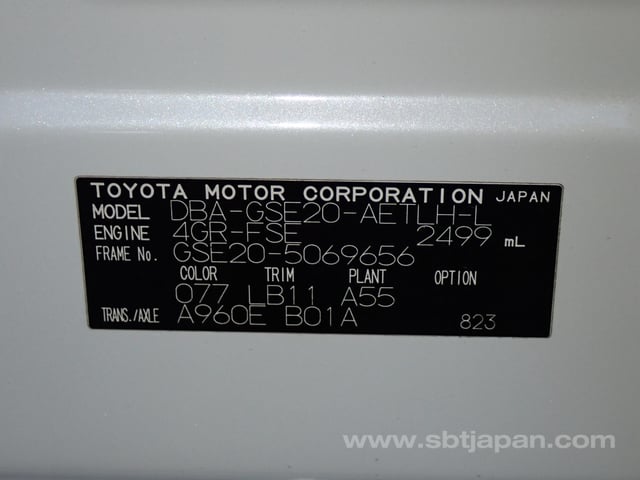 TOYOTA MOTOR CORPORATION JAPAN
MODEL DBA-GSE20-AETLH-L
ENGINE 4GR-FSE 2499 mL
FRAME No. GSE20-5069656
COLOR TRIM PLANT OPTION
077 LB11 A55
TRANS./AXLE A960E B01A 823
www.sbtjapan.com